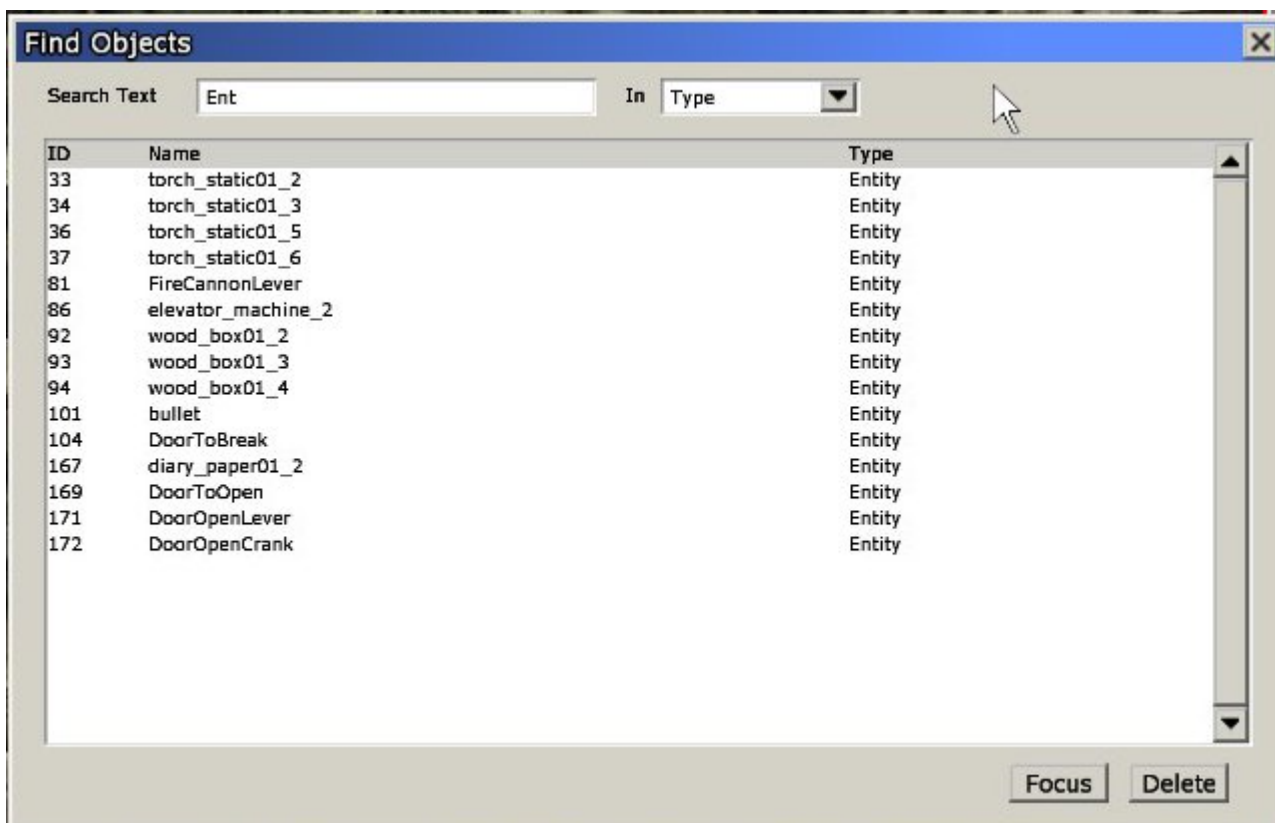 Find Objects
Search Text Ent In Type
ID Name Type
33 torch_static01_2 Entity
34 torch_static01_3 Entity
36 torch_static01_5 Entity
37 torch_static01_6 Entity
81 FireCannonLever Entity
86 elevator_machine_2 Entity
92 wood_box01_2 Entity
93 wood_box01_3 Entity
94 wood_box01_4 Entity
101 bullet Entity
104 DoorToBreak Entity
167 diary_paper01_2 Entity
169 DoorToOpen Entity
171 DoorOpenLever Entity
172 DoorOpenCrank Entity
Focus Delete